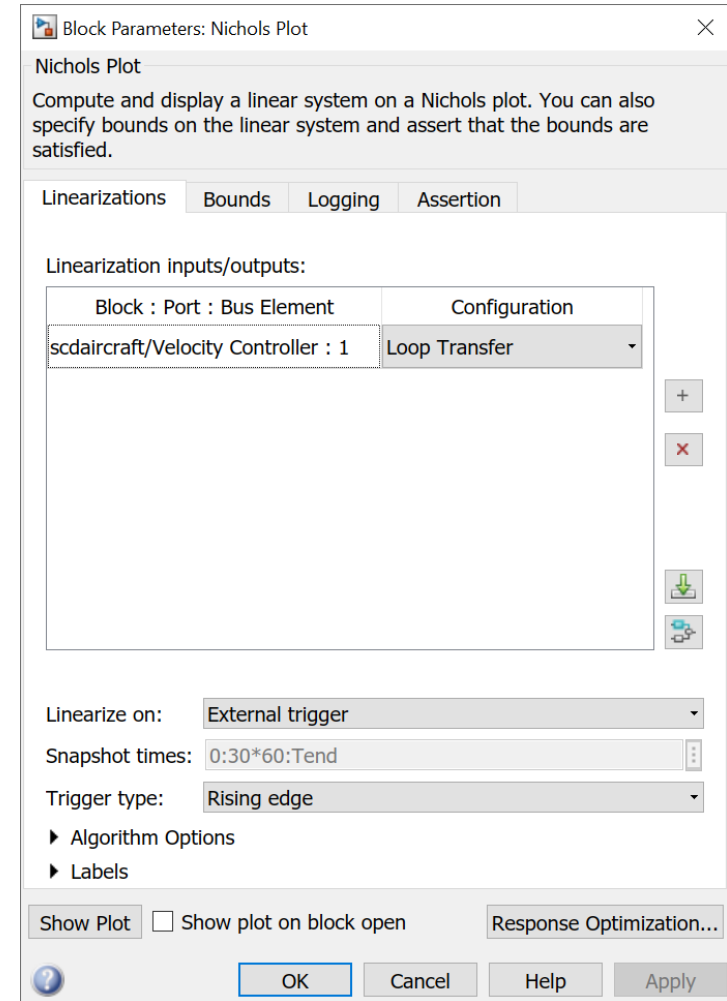 Block Parameters: Nichols Plot
Nichols Plot
Compute and display a linear system on a Nichols plot. You can also
specify bounds on the linear system and assert that the bounds are
satisfied.
Linearizations Bounds Logging Assertion
Linearization inputs/outputs:
Block : Port : Bus Element Configuration
scdaircraft/Velocity Controller : 1 Loop Transfer
Linearize on: External trigger
Snapshot times: 0:30*60:Tend
Trigger type: Rising edge
Algorithm Options
Labels
Show Plot Show plot on block open Response Optimization...
OK Cancel Help Apply